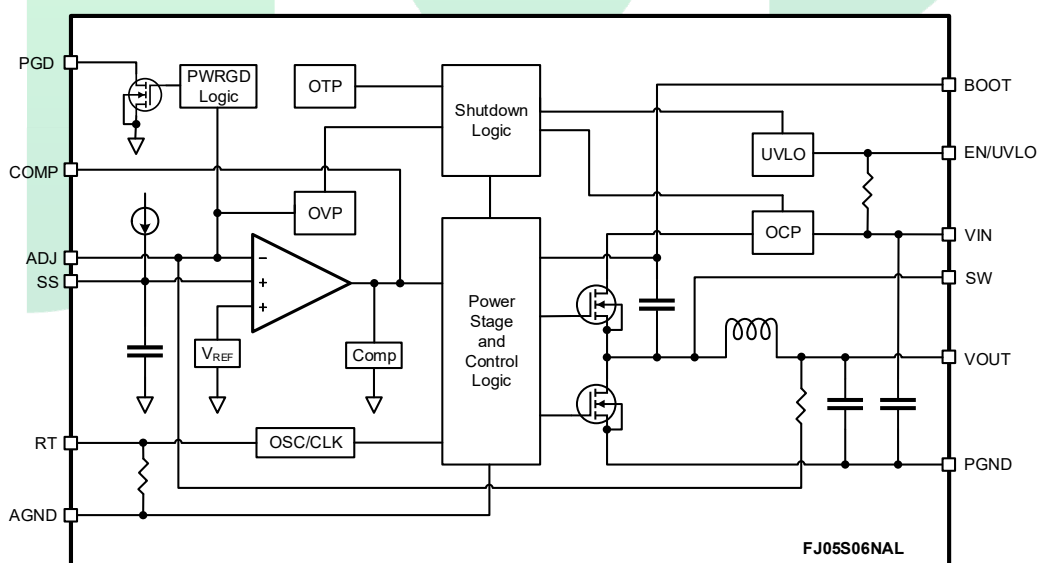 PGD
PWRGD
Logic
OTP
Shutdown
Logic
BOOT
COMP
UVLO
EN/UVLO
OVP
OCP
VIN
ADJ
SS
−
+
+
SW
Power
Stage
and
Control
Logic
VREF
Comp
VOUT
RT
OSC/CLK
PGND
AGND
FJ05S06NAL